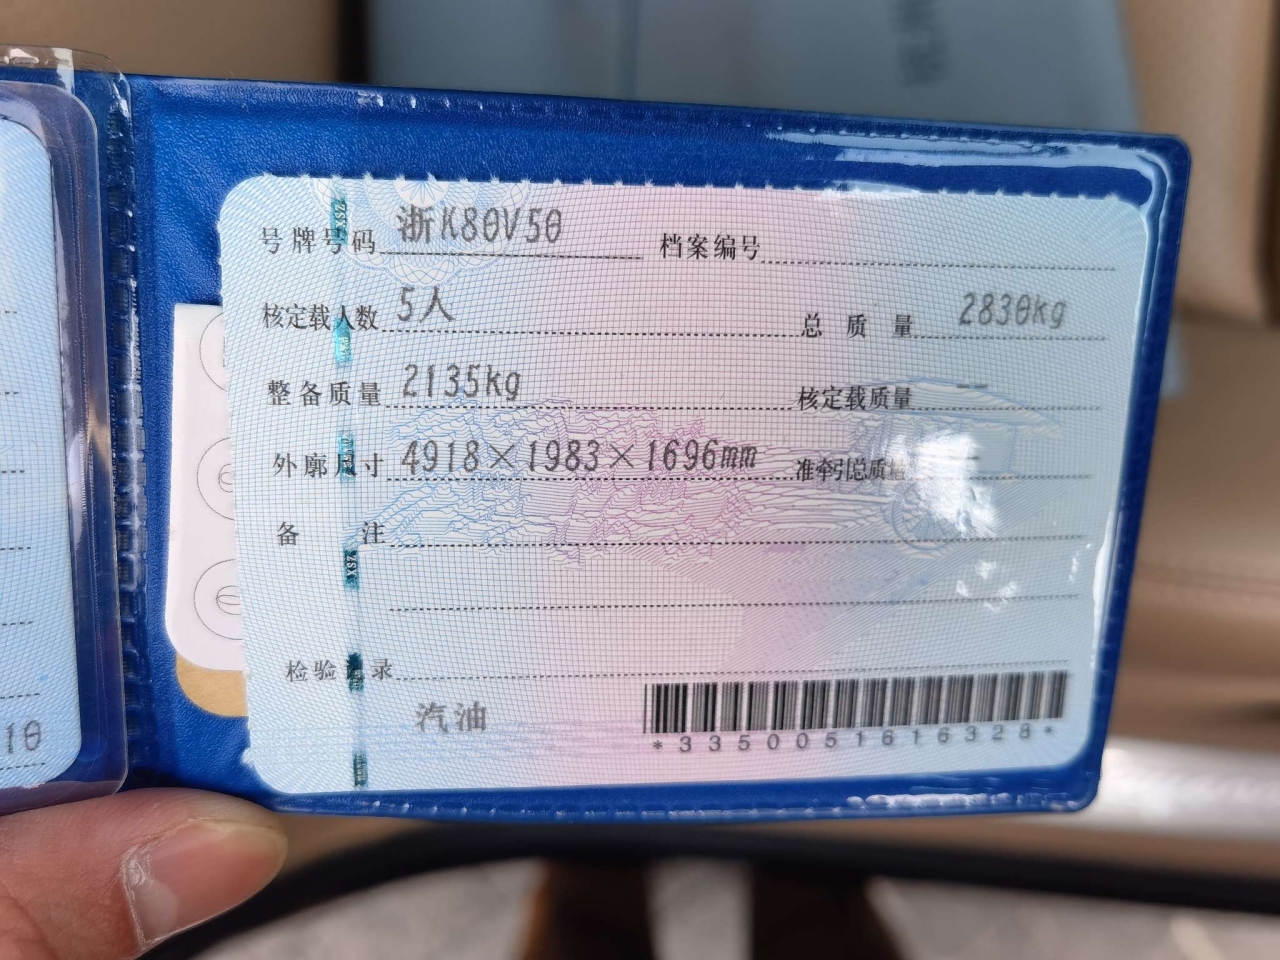 号牌号码 浙K80V50 档案编号
核定载人数 5人 总质量 2830kg
整备质量 2135kg 核定载质量 --
外廓尺寸 4918×1983×1696mm 准牵引总质量
备注
检验记录
汽油
*3350051616328*
10